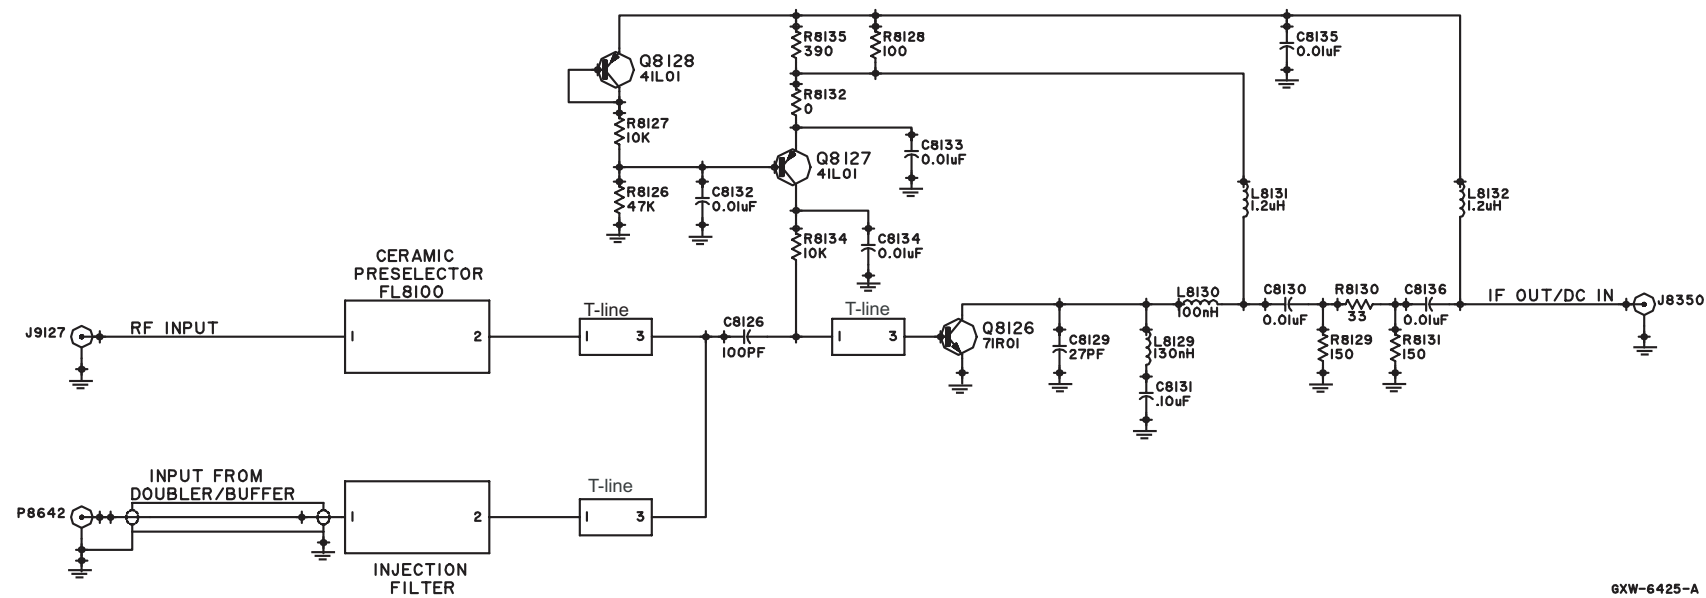 R8135
390
R8128
100
C8135
0.01uF
Q8128
41L01
R8132
0
R8127
10K
C8133
0.01uF
Q8127
41L01
R8126
47K
C8132
0.01uF
L8131
1.2uH
L8132
1.2uH
R8134
10K
C8134
0.01uF
CERAMIC
PRESELECTOR
FL8100
J9127
RF INPUT
1
2
T-line
1
3
C8126
100PF
T-line
1
3
Q8126
71R01
C8129
27PF
L8129
130nH
C8131
.10uF
L8130
100nH
C8130
0.01uF
R8130
33
C8136
0.01uF
R8129
150
R8131
150
IF OUT/DC IN
J8350
INPUT FROM
DOUBLER/BUFFER
P8642
1
2
INJECTION
FILTER
T-line
1
3
GXW-6425-A